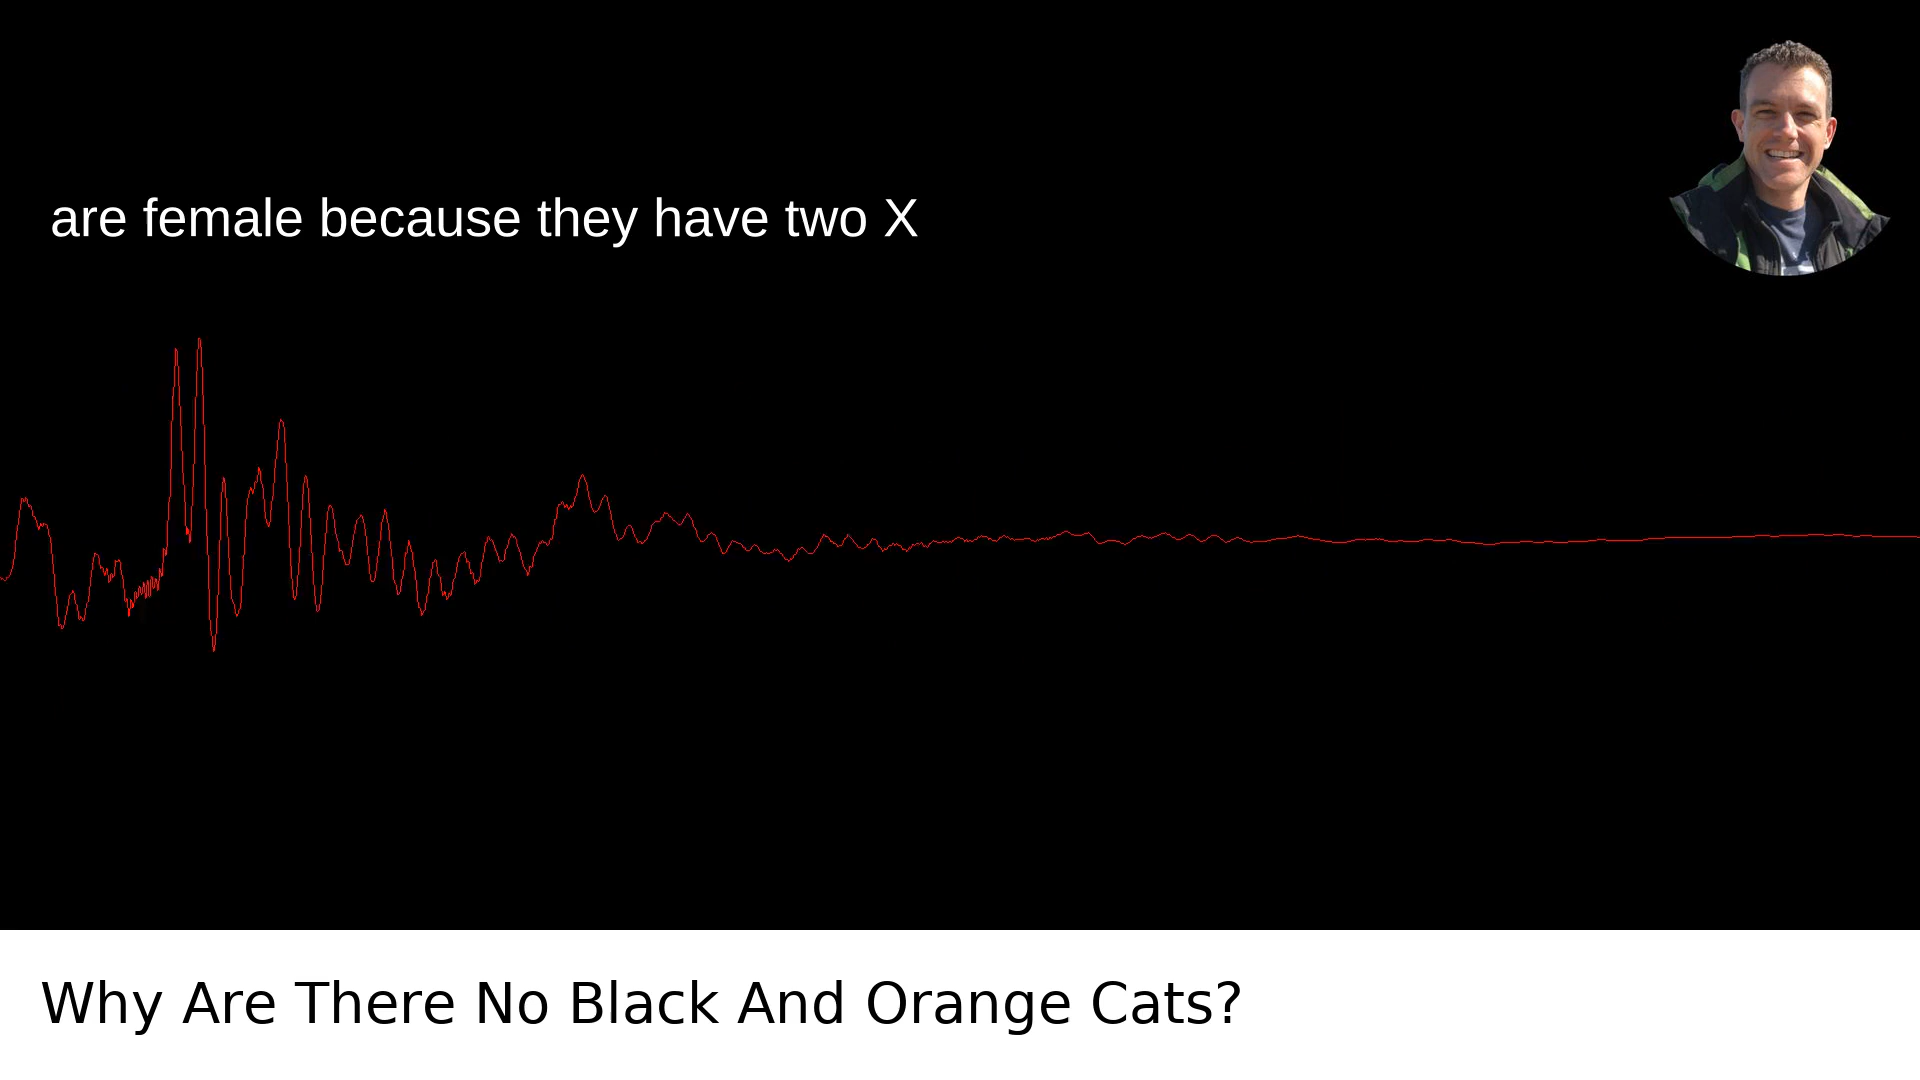 are female because they have two X
Why Are There No Black And Orange Cats?